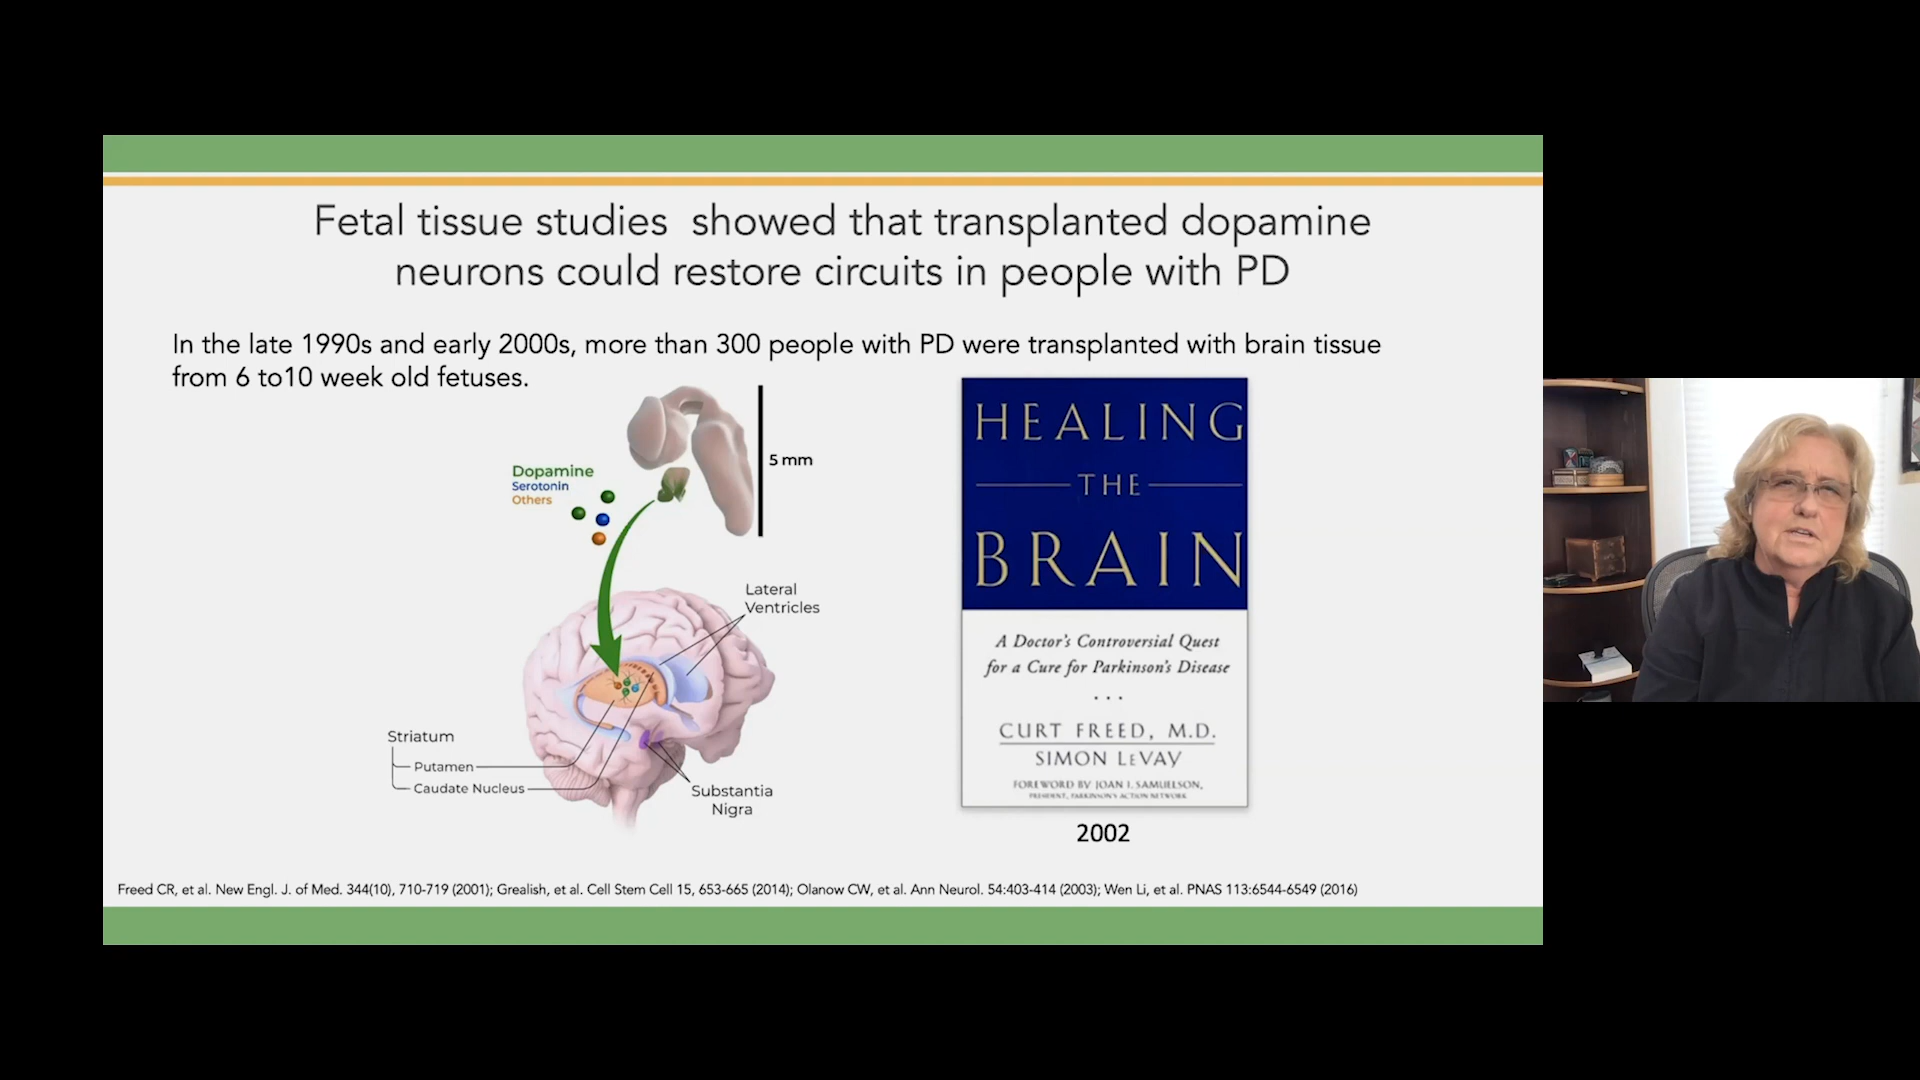 Fetal tissue studies  showed that transplanted dopamine
neurons could restore circuits in people with PD
In the late 1990s and early 2000s, more than 300 people with PD were transplanted with brain tissue
from 6 to10 week old fetuses.
5 mm
Dopamine
Serotonin
Others
Lateral
Ventricles
Striatum
Putamen
Caudate Nucleus
Substantia
Nigra
HEALING
THE
BRAIN
A Doctor's Controversial Quest
for a Cure for Parkinson's Disease
...
CURT FREED, M.D.
SIMON LEVAY
FOREWORD BY JOAN I. SAMUELSON,
PRESIDENT, PARKINSON'S ACTION NETWORK
2002
Freed CR, et al. New Engl. J. of Med. 344(10), 710-719 (2001); Grealish, et al. Cell Stem Cell 15, 653-665 (2014); Olanow CW, et al. Ann Neurol. 54:403-414 (2003); Wen Li, et al. PNAS 113:6544-6549 (2016)